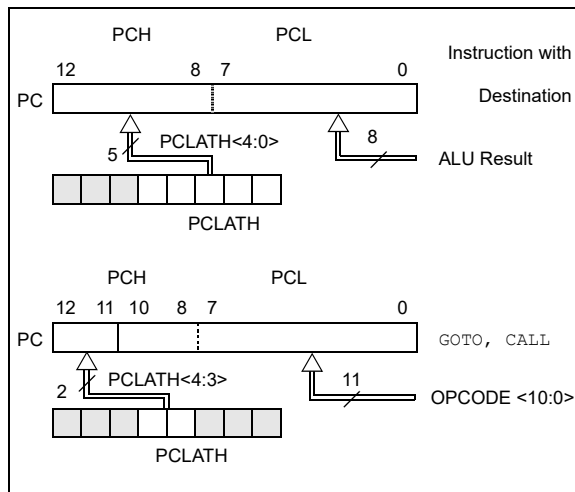 PCH PCL
12 8 7 0
Instruction with
PC
Destination
5 PCLATH<4:0> 8
ALU Result
PCLATH
PCH PCL
12 11 10 8 7 0
PC GOTO, CALL
2 PCLATH<4:3> 11
OPCODE <10:0>
PCLATH